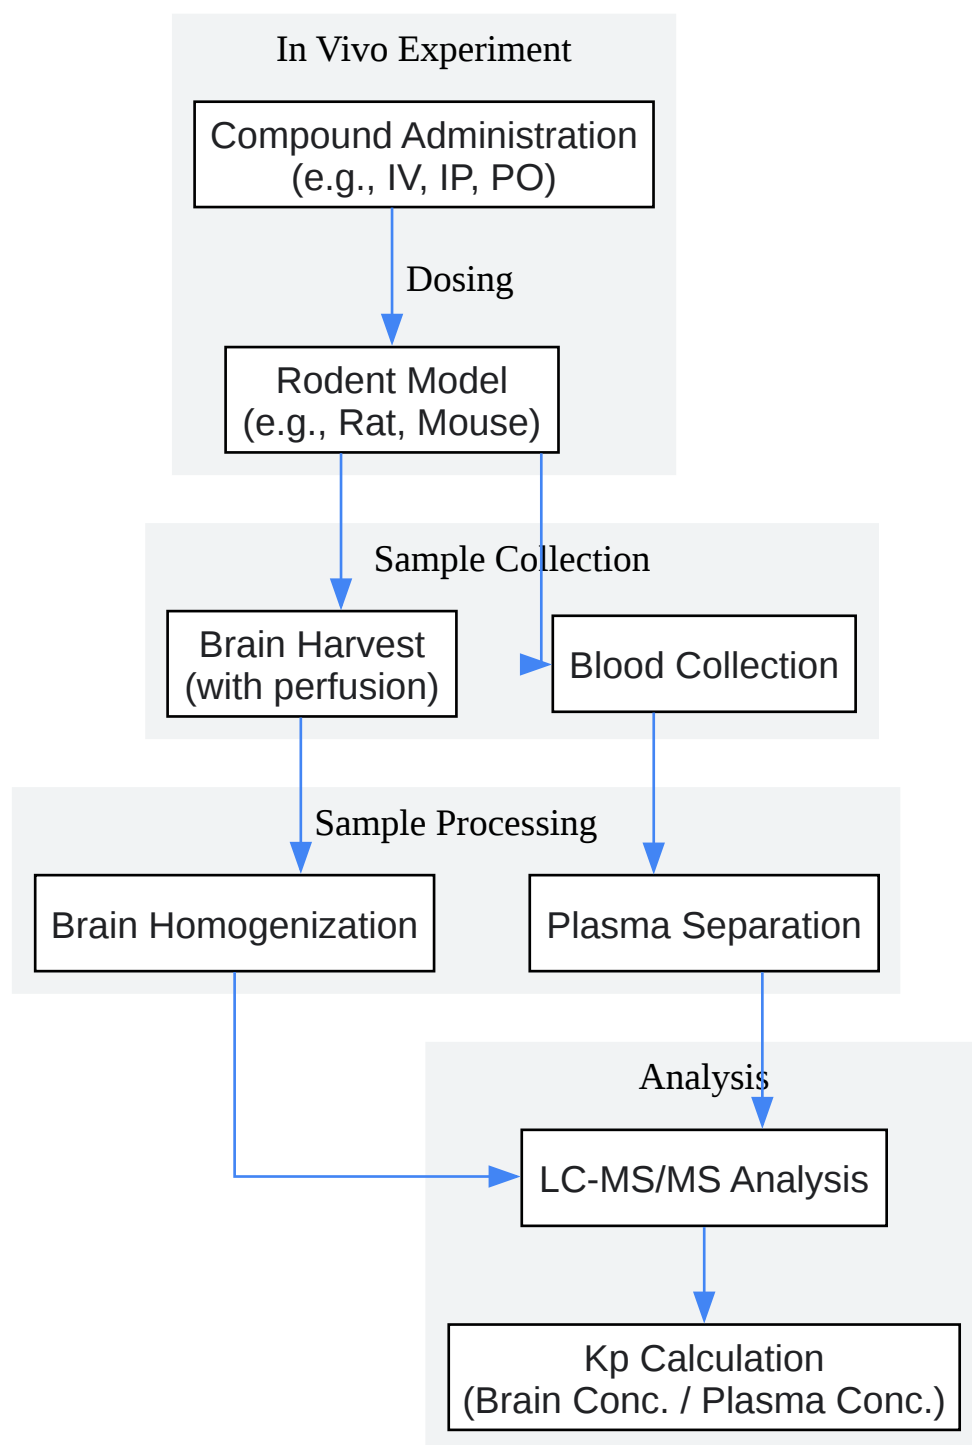 In Vivo Experiment
Compound Administration
(e.g., IV, IP, PO)
Dosing
Rodent Model
(e.g., Rat, Mouse)
Sample Collection
Brain Harvest
(with perfusion)
Blood Collection
Sample Processing
Brain Homogenization
Plasma Separation
Analysis
LC-MS/MS Analysis
Kp Calculation
(Brain Conc. / Plasma Conc.)